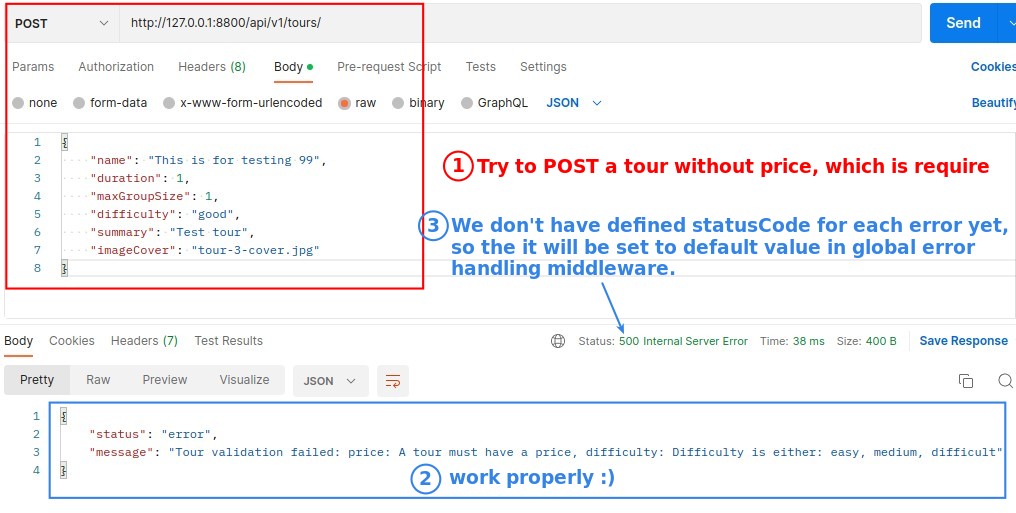 POST http://127.0.0.1:8800/api/v1/tours/ Send
Params Authorization Headers (8) Body Pre-request Script Tests Settings Cookies
none form-data x-www-form-urlencoded raw binary GraphQL JSON Beautify
1 {
2 "name": "This is for testing 99",
3 "duration": 1,
4 "maxGroupSize": 1,
5 "difficulty": "good",
6 "summary": "Test tour",
7 "imageCover": "tour-3-cover.jpg"
8 }
1 Try to POST a tour without price, which is require
3 We don't have defined statusCode for each error yet,
so the it will be set to default value in global error
handling middleware.
Body Cookies Headers (7) Test Results Status: 500 Internal Server Error Time: 38 ms Size: 400 B Save Response
Pretty Raw Preview Visualize JSON
1 {
2 "status": "error",
3 "message": "Tour validation failed: price: A tour must have a price, difficulty: Difficulty is either: easy, medium, difficult"
4 }
2 work properly :)